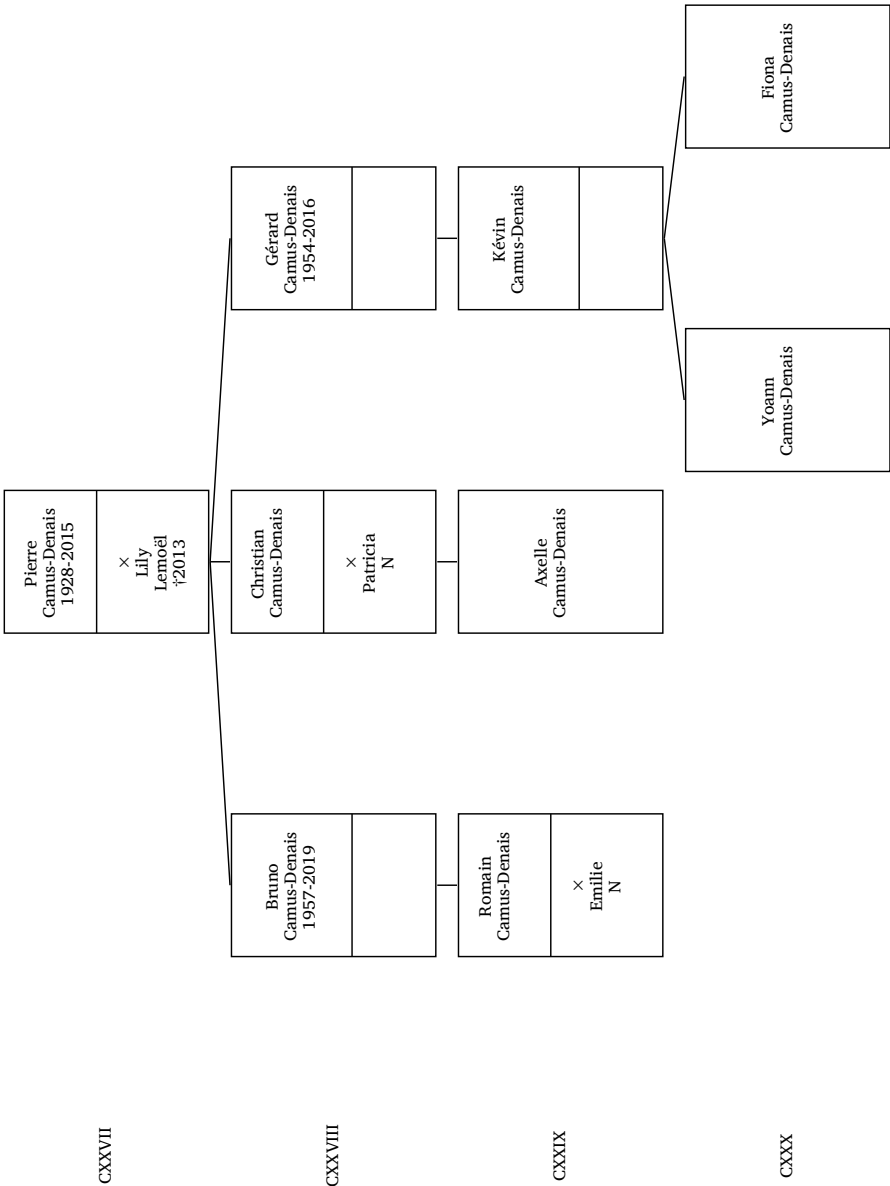 CXXVII
Pierre
Camus-Denais
1928-2015
×
Lily
Lemoël
†2013
CXXVIII
Bruno
Camus-Denais
1957-2019
Christian
Camus-Denais
×
Patricia
N
Gérard
Camus-Denais
1954-2016
CXXIX
Romain
Camus-Denais
×
Emilie
N
Axelle
Camus-Denais
Kévin
Camus-Denais
CXXX
Yoann
Camus-Denais
Fiona
Camus-Denais